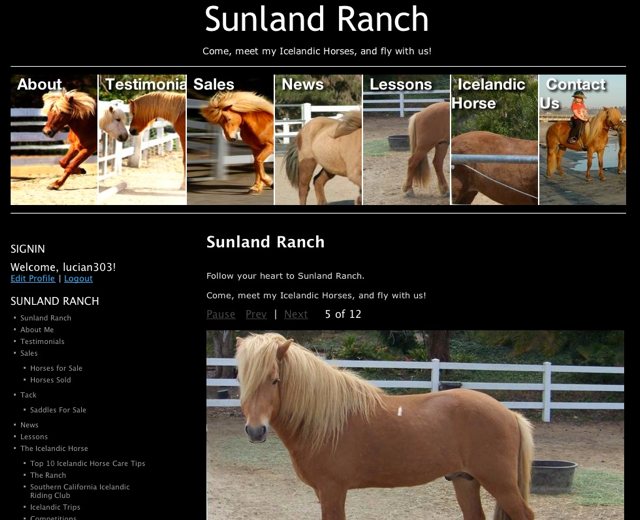 Sunland Ranch
Come, meet my Icelandic Horses, and fly with us!
About
Testimonia
Sales
News
Lessons
Icelandic
Horse
Contact
Us
SIGNIN
Welcome, lucian303!
Edit Profile | Logout
SUNLAND RANCH
• Sunland Ranch
• About Me
• Testimonials
• Sales
• Horses for Sale
• Horses Sold
• Tack
• Saddles For Sale
• News
• Lessons
• The Icelandic Horse
• Top 10 Icelandic Horse Care Tips
• The Ranch
• Southern California Icelandic
Riding Club
• Icelandic Trips
• Competitions
Sunland Ranch
Follow your heart to Sunland Ranch.
Come, meet my Icelandic Horses, and fly with us!
Pause Prev | Next 5 of 12